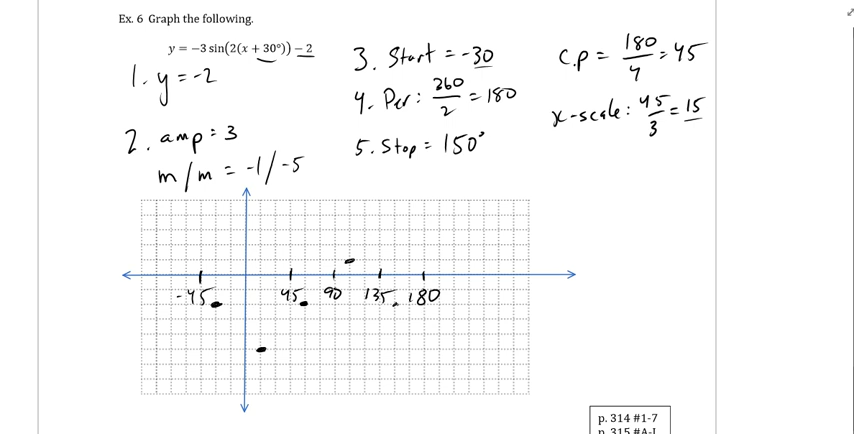 Ex. 6 Graph the following.
y = −3 sin(2(x + 30°)) − 2
1. y = -2
2. amp: 3
m/m = -1/-5
3. Start = -30
4. Per: 360/2 = 180
5. Stop = 150°
C.P = 180/4 = 45
x-scale: 45/3 = 15
-45 45 90 135 180
p. 314 #1-7
p. 315 #A-I